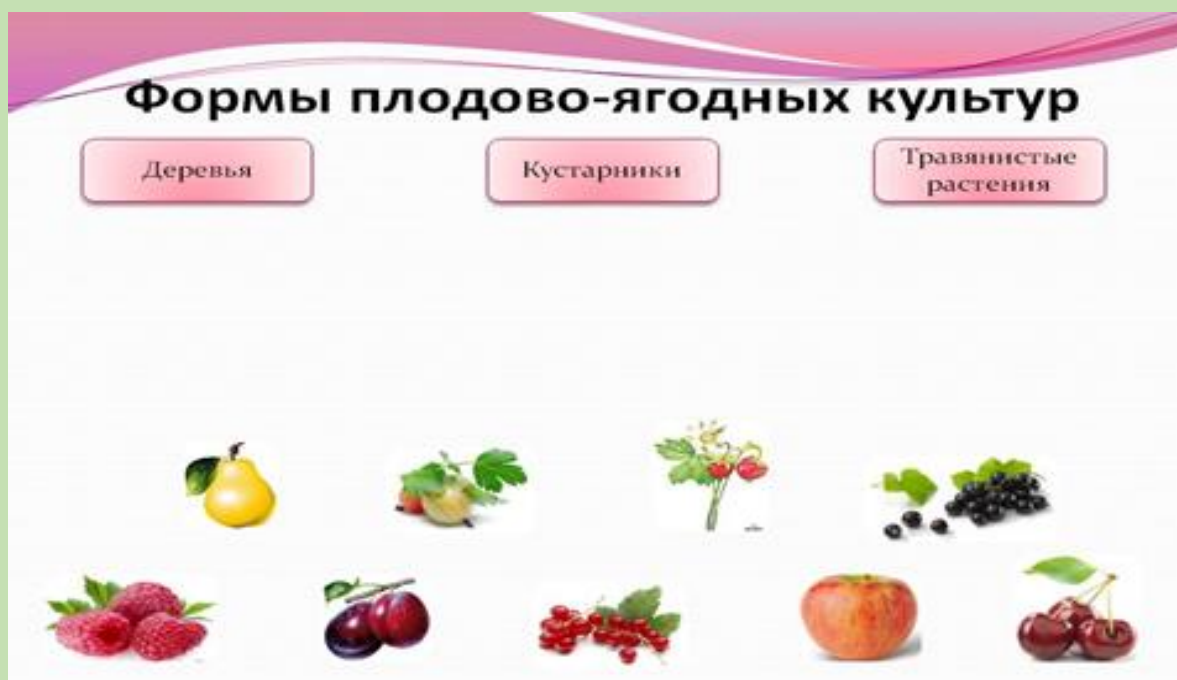 Формы плодово-ягодных культур
Деревья
Кустарники
Травянистые
растения